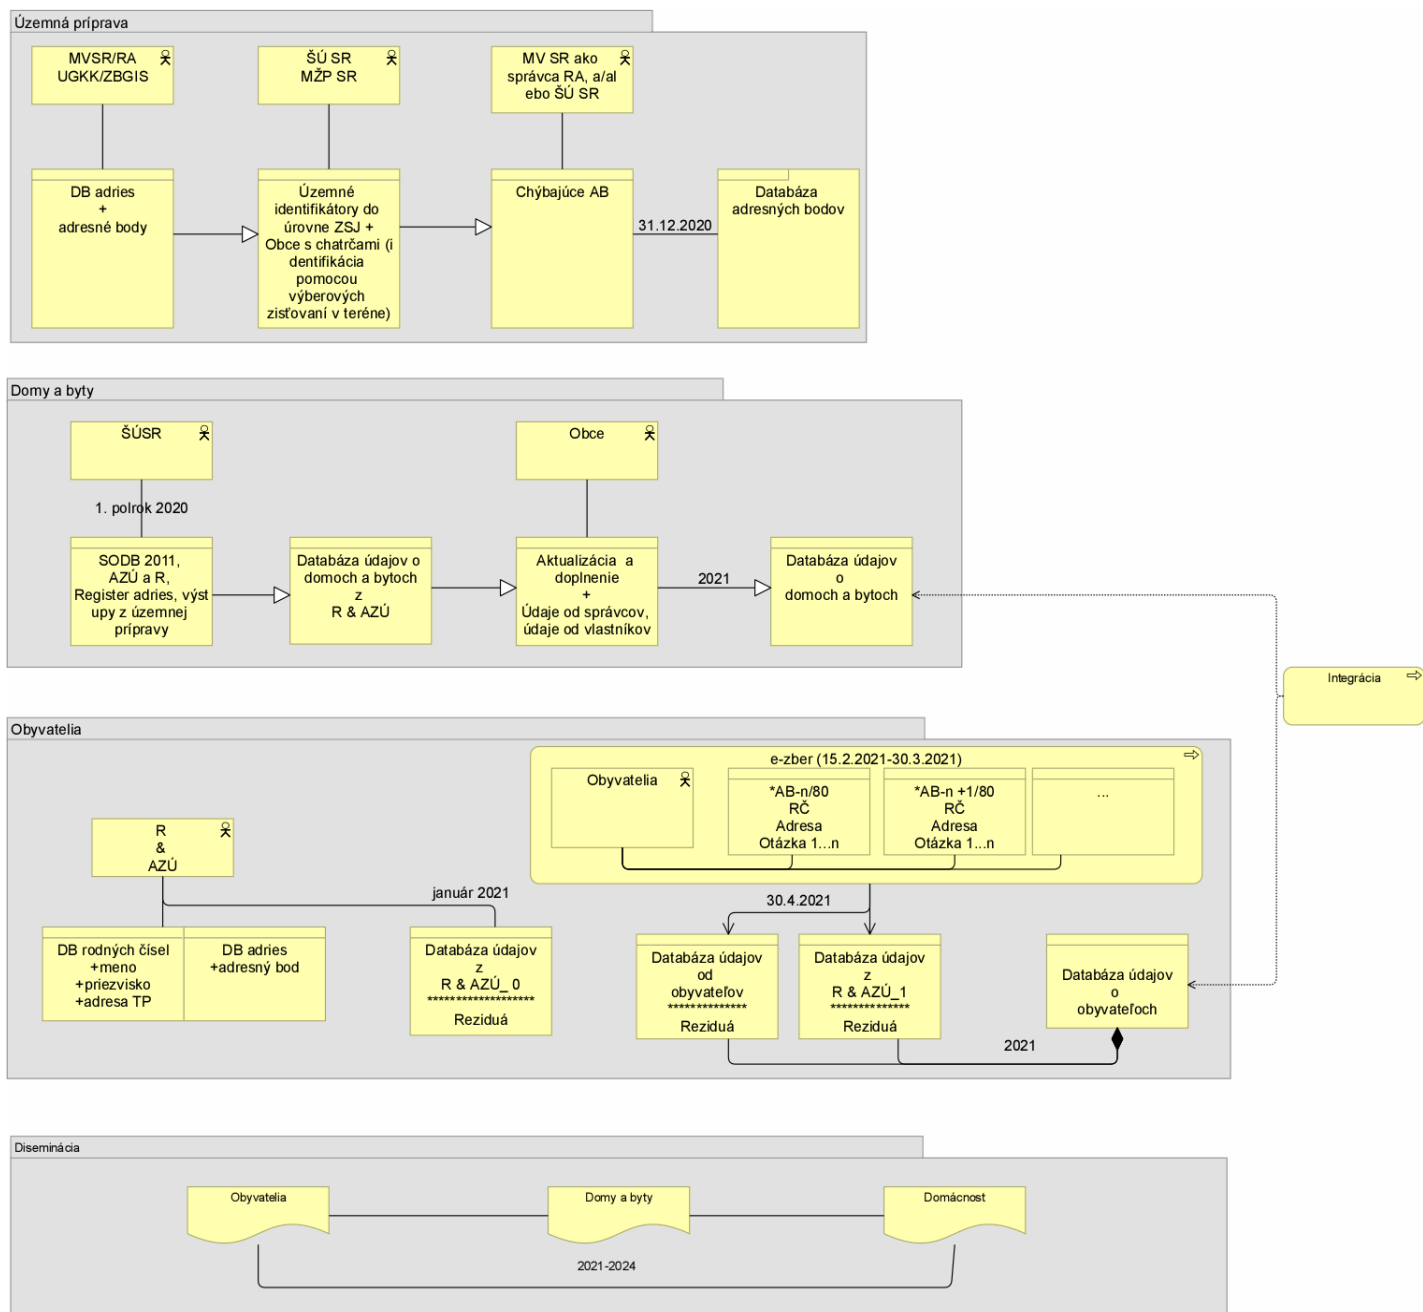 Územná príprava
MVSR/RA
UGKK/ZBGIS
ŠÚ SR
MŽP SR
MV SR ako
správca RA, a/al
ebo ŠÚ SR
DB adries
+
adresné body
Územné
identifikátory do
úrovne ZSJ +
Obce s chatrčami (i
dentifikácia
pomocou
výberových
zisťovaní v teréne)
Chýbajúce AB
31.12.2020
Databáza
adresných bodov
Domy a byty
ŠÚSR
Obce
1. polrok 2020
SODB 2011,
AZÚ a R,
Register adries, výst
upy z územnej
prípravy
Databáza údajov o
domoch a bytoch
z
R & AZÚ
Aktualizácia a
doplnenie
+
Údaje od správcov,
údaje od vlastníkov
2021
Databáza údajov
o
domoch a bytoch
Integrácia
Obyvatelia
e-zber (15.2.2021-30.3.2021)
Obyvatelia
*AB-n/80
RČ
Adresa
Otázka 1...n
*AB-n +1/80
RČ
Adresa
Otázka 1...n
...
R
&
AZÚ
január 2021
30.4.2021
DB rodných čísel
+meno
+priezvisko
+adresa TP
DB adries
+adresný bod
Databáza údajov
z
R & AZÚ_ 0
*******************
Reziduá
Databáza údajov
od
obyvateľov
**************
Reziduá
Databáza údajov
z
R & AZÚ_1
**************
Reziduá
Databáza údajov
o
obyvateľoch
2021
Diseminácia
Obyvatelia
Domy a byty
Domácnost
2021-2024